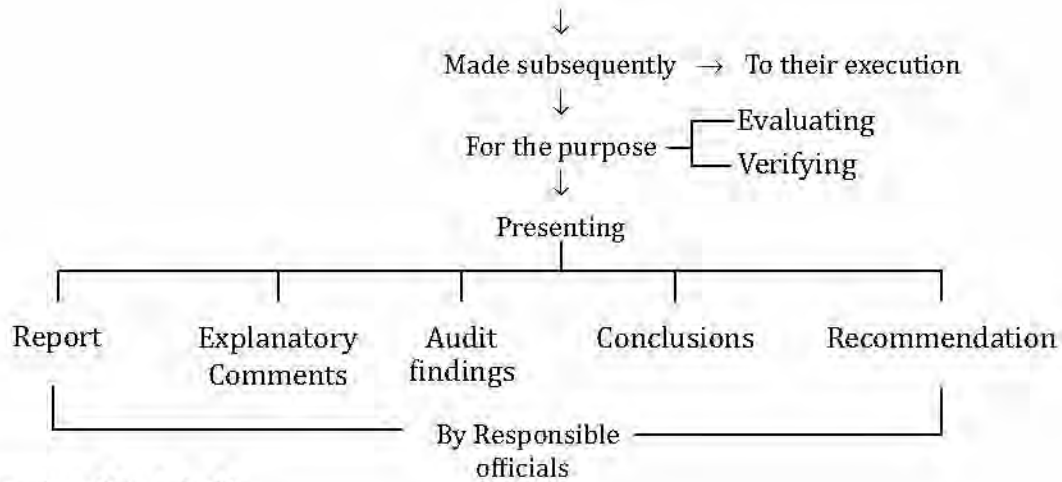 ↓
Made subsequently → To their execution
↓
Evaluating
For the purpose
Verifying
↓
Presenting
Report Explanatory Audit Conclusions Recommendation
Comments findings
By Responsible
officials